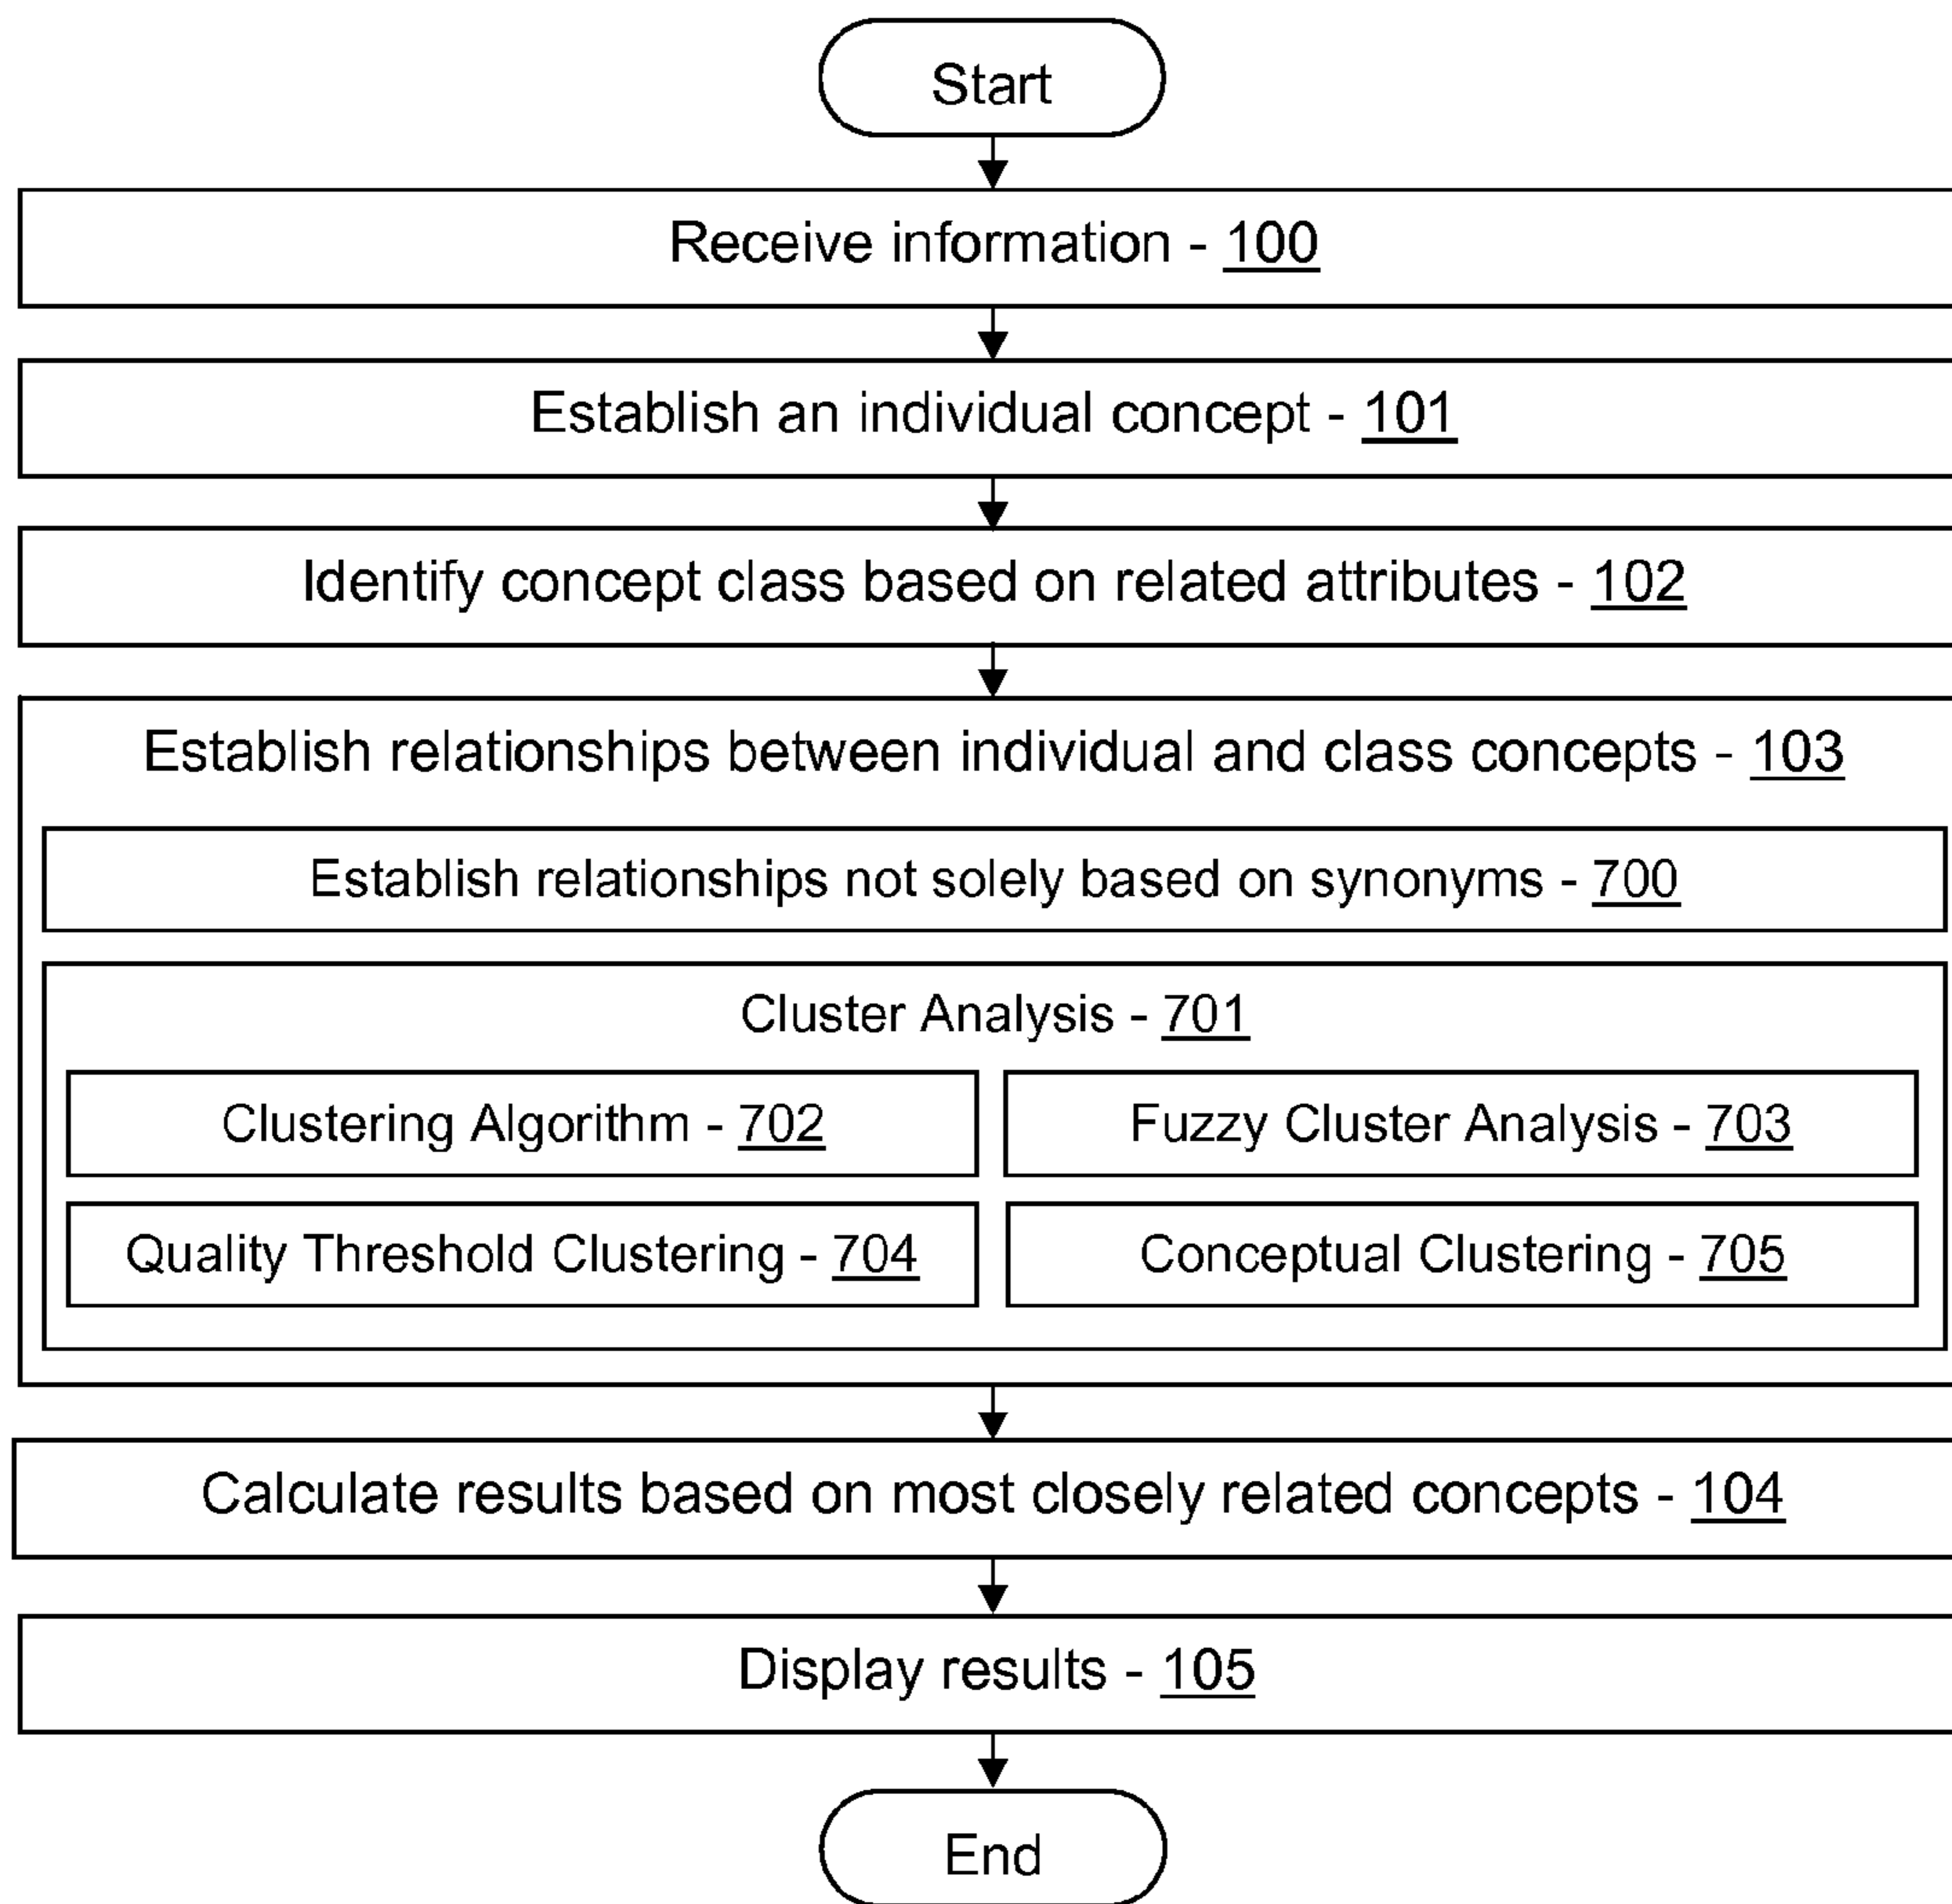 Start
Receive information - 100
Establish an individual concept - 101
Identify concept class based on related attributes - 102
Establish relationships between individual and class concepts - 103
Establish relationships not solely based on synonyms - 700
Cluster Analysis - 701
Clustering Algorithm - 702
Fuzzy Cluster Analysis - 703
Quality Threshold Clustering - 704
Conceptual Clustering - 705
Calculate results based on most closely related concepts - 104
Display results - 105
End